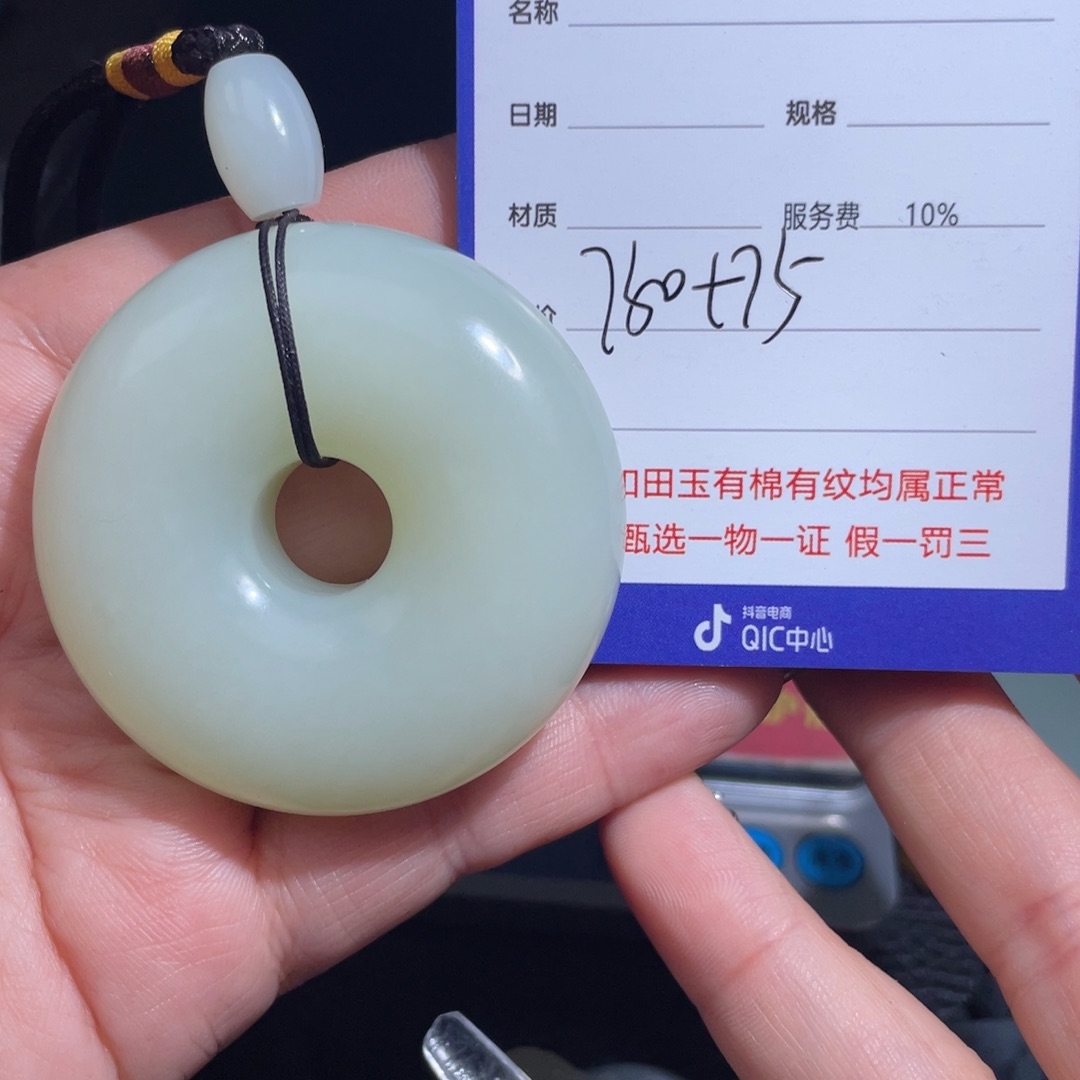 名称
日期 规格
材质 服务费 10%
750+75
田玉有棉有纹均属正常
甄选一物一证 假一罚三
抖音电商
QIC中心